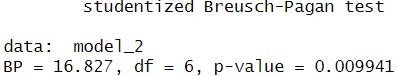 studentized Breusch-Pagan test
data:  model_2
BP = 16.827, df = 6, p-value = 0.009941